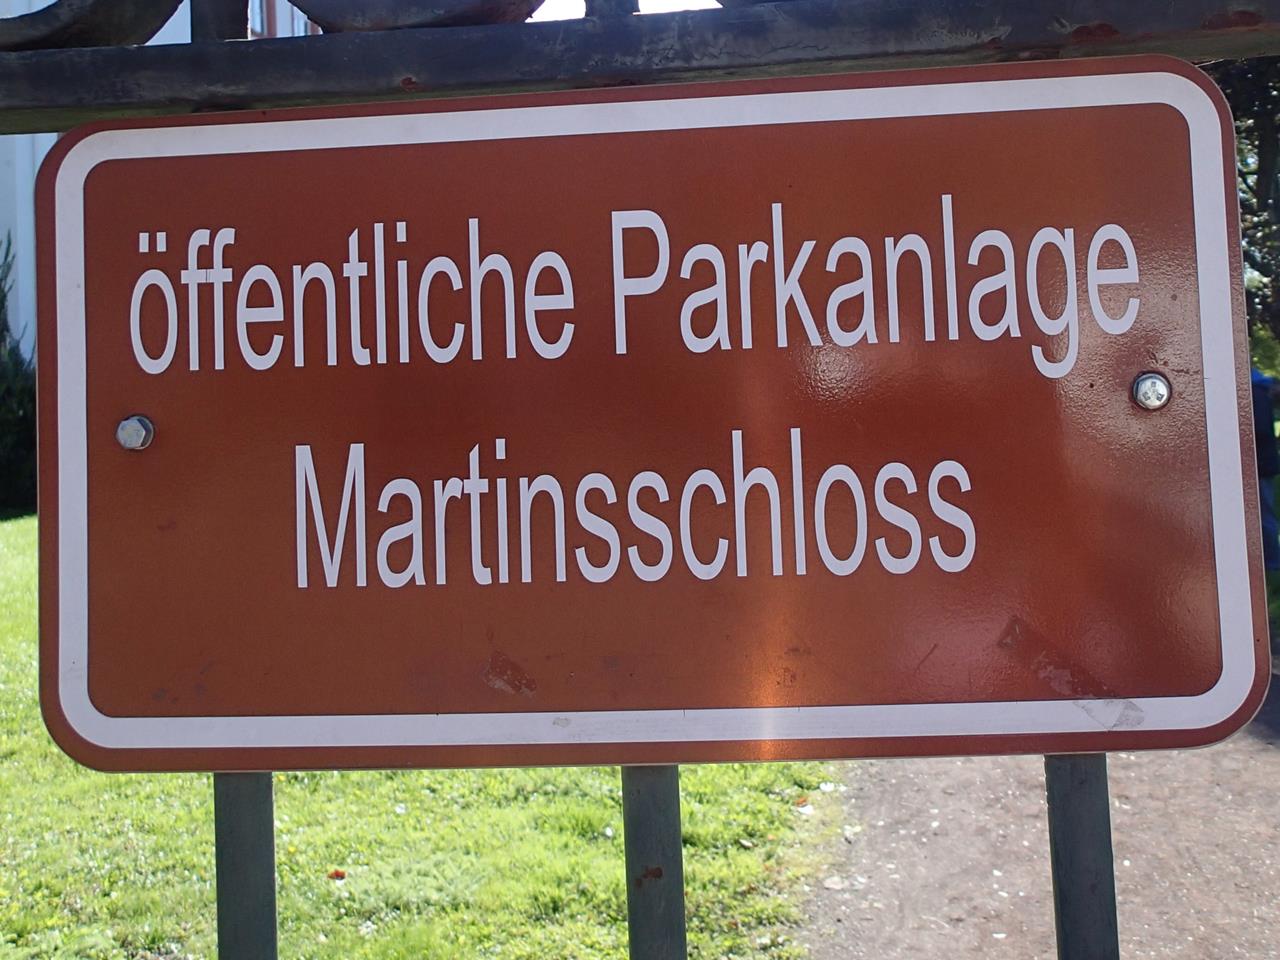 öffentliche Parkanlage
Martinsschloss